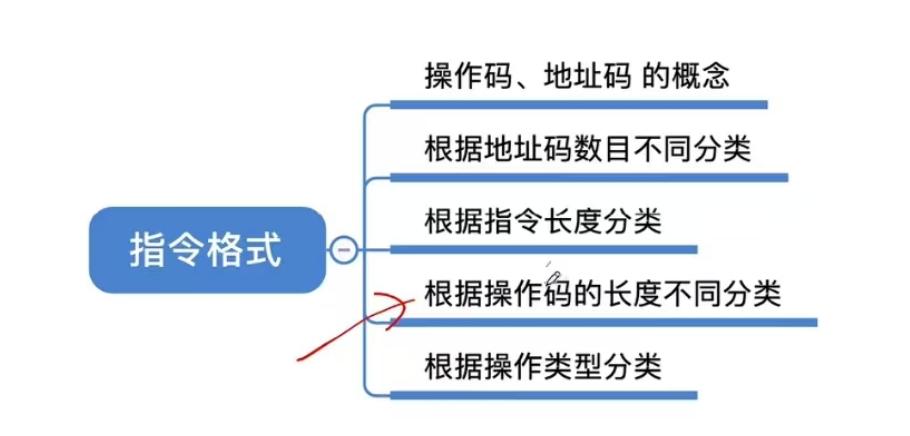 操作码、地址码 的概念
根据地址码数目不同分类
指令格式
根据指令长度分类
根据操作码的长度不同分类
根据操作类型分类